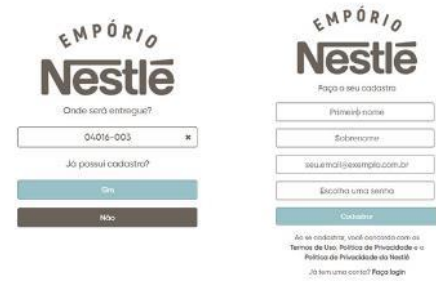 EMPÓRIO
Nestlé
Onde será entregue?
04016-003 ×
Já possui cadastro?
Sim
Não
EMPÓRIO
Nestlé
Faça o seu cadastro
Primeiro nome
Sobrenome
seu.email@exemplo.com.br
Escolha uma senha
Cadastrar
Ao se cadastrar, você concorda com os
Termos de Uso, Política de Privacidade e a
Política de Privacidade da Nestlé
Já tem uma conta? Faça login